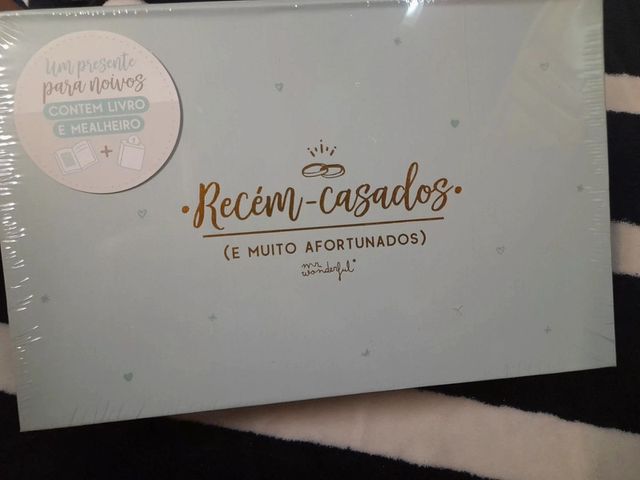 Um presente
para noivos
CONTEM LIVRO
E MEALHEIRO
Recém-casados
(E MUITO AFORTUNADOS)
mr.
wonderful*